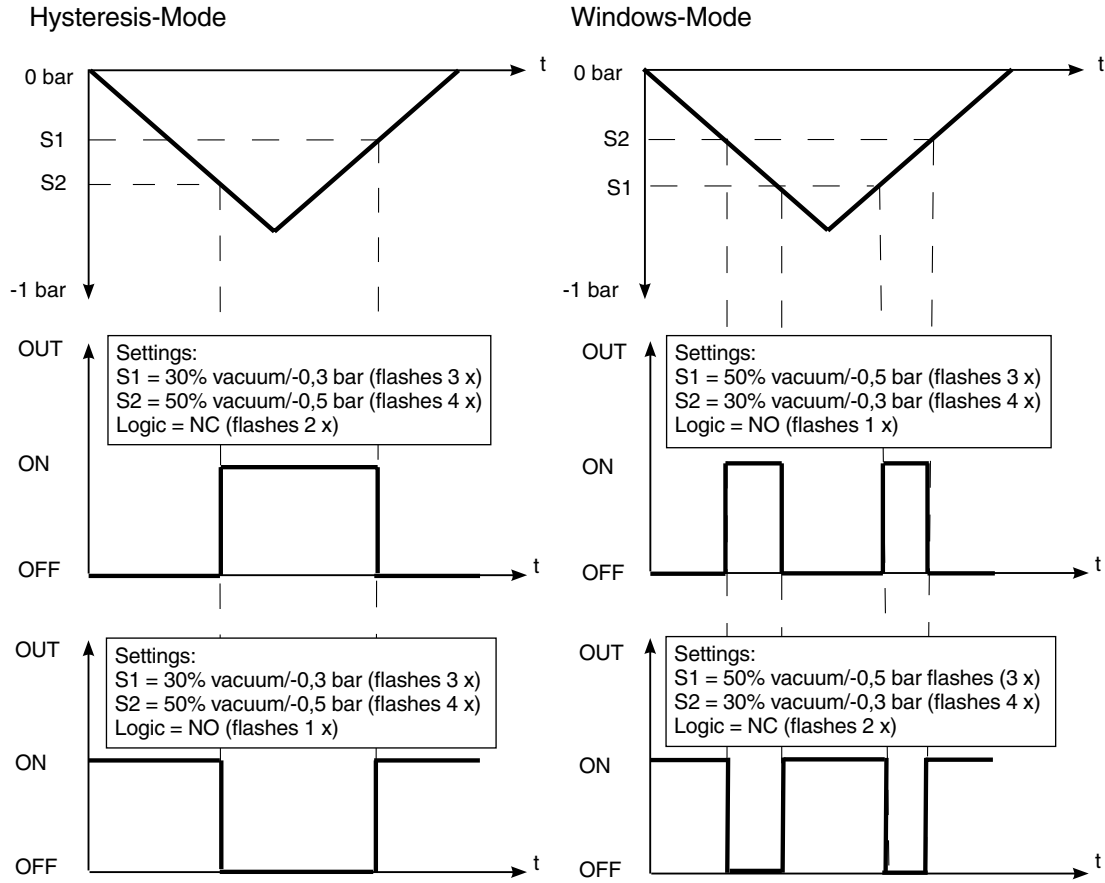 Hysteresis-Mode
t
0 bar
S1
S2
-1 bar
OUT
Settings:
S1 = 30% vacuum/-0,3 bar (flashes 3 x)
S2 = 50% vacuum/-0,5 bar (flashes 4 x)
Logic = NC (flashes 2 x)
ON
OFF
t
OUT
Settings:
S1 = 30% vacuum/-0,3 bar (flashes 3 x)
S2 = 50% vacuum/-0,5 bar (flashes 4 x)
Logic = NO (flashes 1 x)
ON
OFF
t
Windows-Mode
t
0 bar
S2
S1
-1 bar
OUT
Settings:
S1 = 50% vacuum/-0,5 bar (flashes 3 x)
S2 = 30% vacuum/-0,3 bar (flashes 4 x)
Logic = NO (flashes 1 x)
ON
OFF
t
OUT
Settings:
S1 = 50% vacuum/-0,5 bar flashes (3 x)
S2 = 30% vacuum/-0,3 bar (flashes 4 x)
Logic = NC (flashes 2 x)
ON
OFF
t